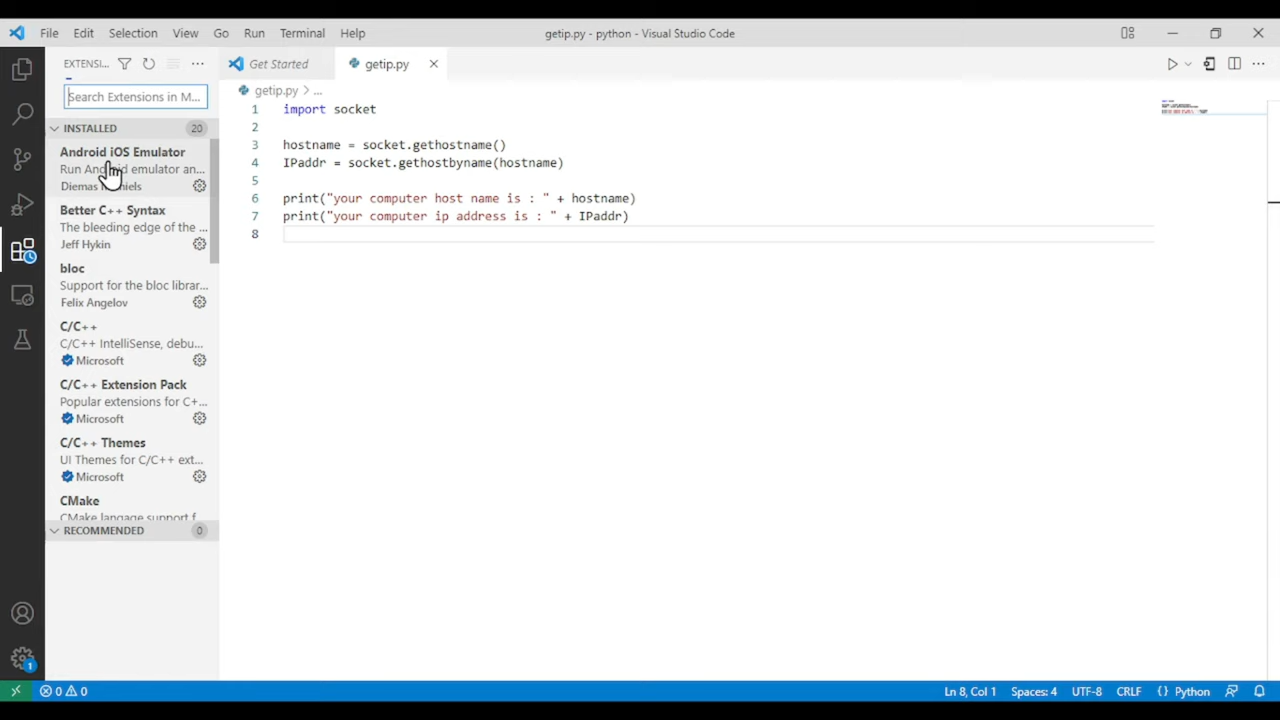 File Edit Selection View Go Run Terminal Help getip.py - python - Visual Studio Code
EXTENSI...
Search Extensions in M...
INSTALLED 20
Android iOS Emulator
Run Android emulator an...
Diemas
Better C++ Syntax
The bleeding edge of the ...
Jeff Hykin
bloc
Support for the bloc librar...
Felix Angelov
C/C++
C/C++ IntelliSense, debu...
Microsoft
C/C++ Extension Pack
Popular extensions for C+...
Microsoft
C/C++ Themes
UI Themes for C/C++ ext...
Microsoft
CMake
CMake langage support f
RECOMMENDED 0
Get Started getip.py
getip.py > ...
1 import socket
2
3 hostname = socket.gethostname()
4 IPaddr = socket.gethostbyname(hostname)
5
6 print("your computer host name is : " + hostname)
7 print("your computer ip address is : " + IPaddr)
8
1
0 0 Ln 8, Col 1 Spaces: 4 UTF-8 CRLF {} Python